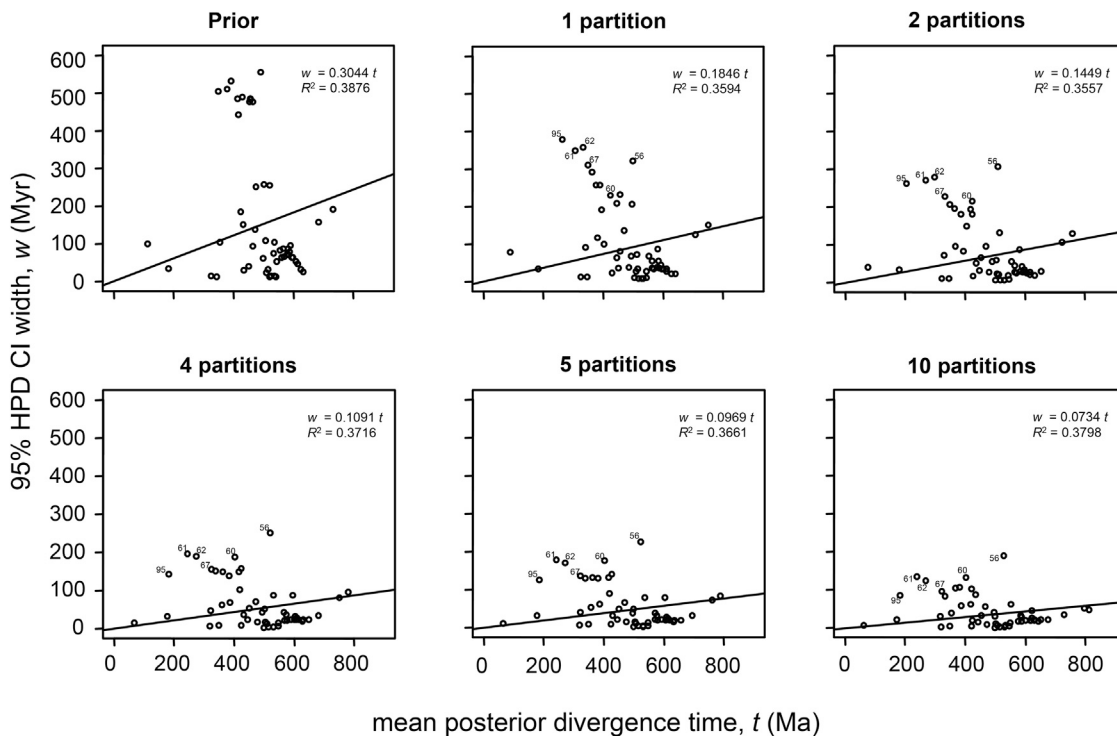 Prior
1 partition
2 partitions
95% HPD CI width, w (Myr)
600
500
400
300
200
100
0
w = 0.3044 t
R² = 0.3876
w = 0.1846 t
R² = 0.3594
95
62
61
67
56
60
w = 0.1449 t
R² = 0.3557
56
61
62
95
67
60
4 partitions
5 partitions
10 partitions
600
500
400
300
200
100
0
w = 0.1091 t
R² = 0.3716
56
61
62
60
67
95
w = 0.0969 t
R² = 0.3661
56
61
62
60
67
95
w = 0.0734 t
R² = 0.3798
56
61
62
67
60
95
0 200 400 600 800
0 200 400 600 800
0 200 400 600 800
mean posterior divergence time, t (Ma)